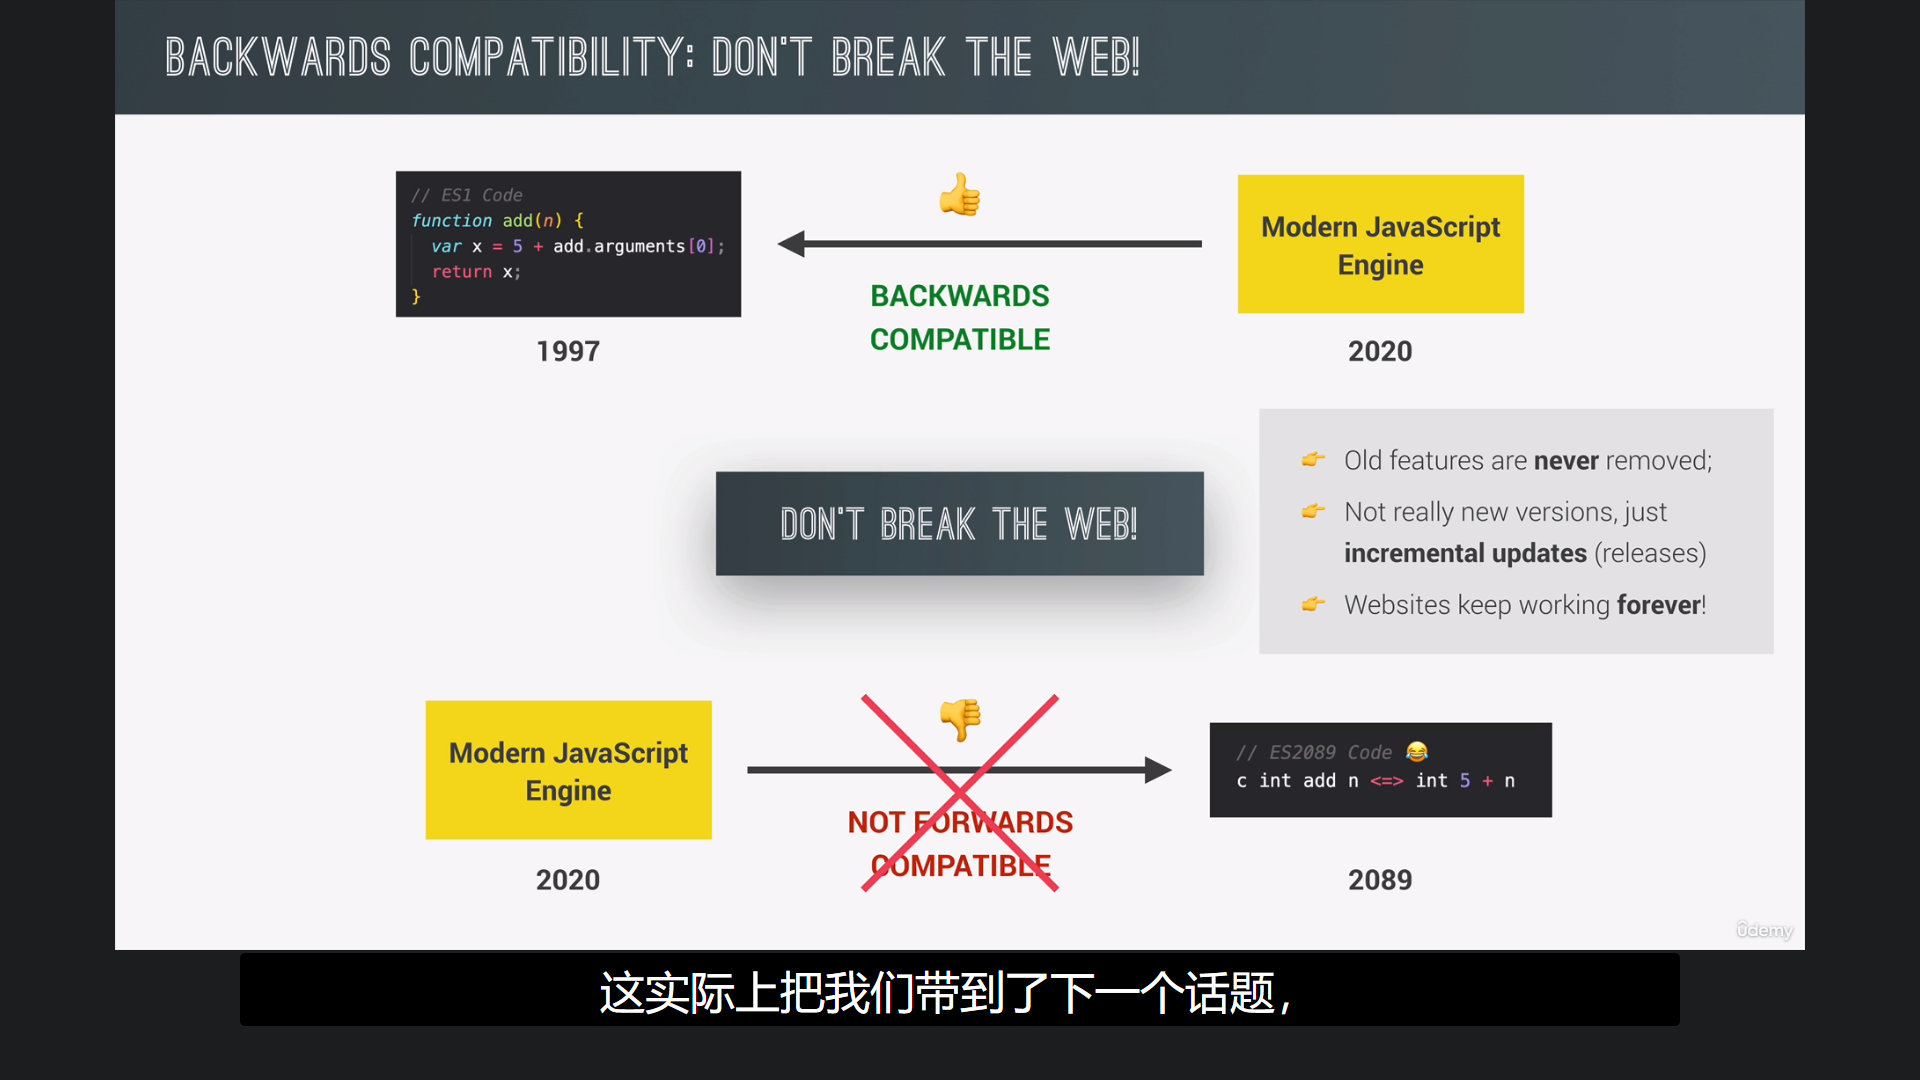 BACKWARDS COMPATIBILITY: DON'T BREAK THE WEB!
// ES1 Code
function add(n) {
var x = 5 + add.arguments[0];
return x;
}
1997
BACKWARDS
COMPATIBLE
Modern JavaScript
Engine
2020
DON'T BREAK THE WEB!
Old features are never removed;
Not really new versions, just
incremental updates (releases)
Websites keep working forever!
Modern JavaScript
Engine
2020
NOT FORWARDS
COMPATIBLE
// ES2089 Code 😂
c int add n <=> int 5 + n
2089
ûdemy
这实际上把我们带到了下一个话题，